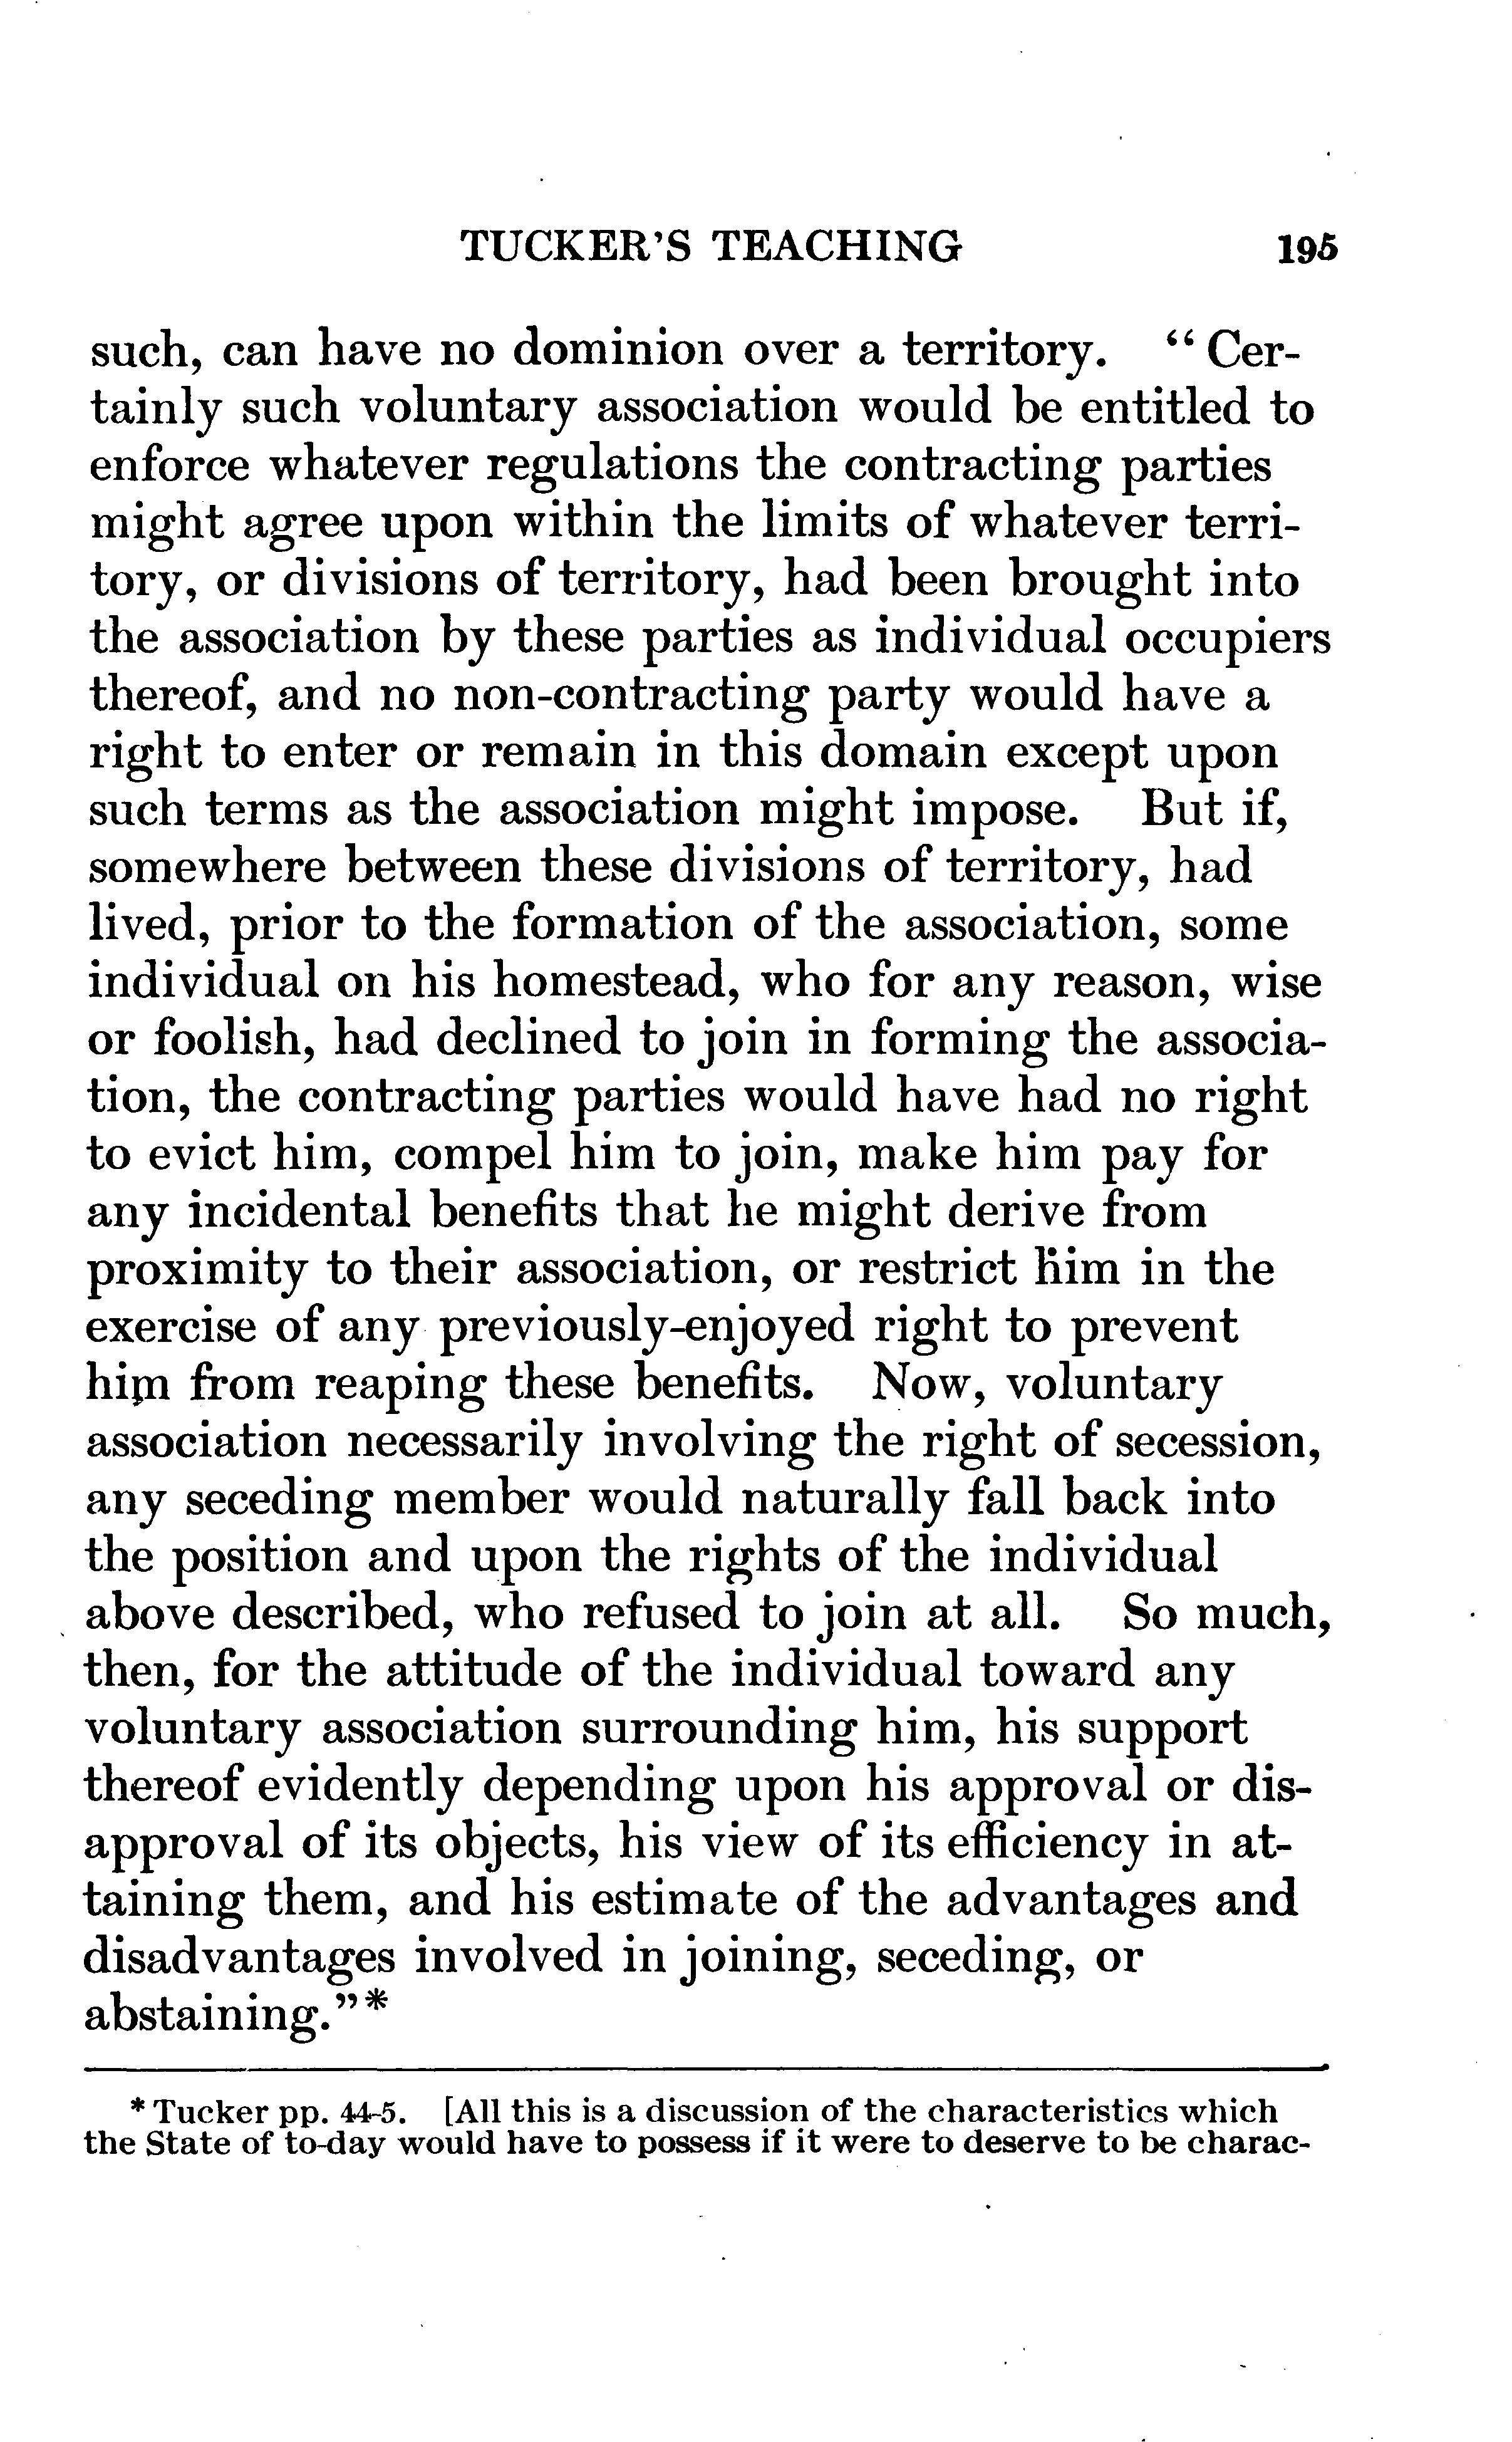 TUCKER'S TEACHING 195
such, can have no dominion over a territory. “Cer-
tainly such voluntary association would be entitled to
enforce whatever regulations the contracting parties
might agree upon within the limits of whatever terri-
tory, or divisions of territory, had been brought into
the association by these parties as individual occupiers
thereof, and no non-contracting party would have a
right to enter or remain in this domain except upon
such terms as the association might impose. But if,
somewhere between these divisions of territory, had
lived, prior to the formation of the association, some
individual on his homestead, who for any reason, wise
or foolish, had declined to join in forming the associa-
tion, the contracting parties would have had no right
to evict him, compel him to join, make him pay for
any incidental benefits that he might derive from
proximity to their association, or restrict him in the
exercise of any previously-enjoyed right to prevent
him from reaping these benefits. Now, voluntary
association necessarily involving the right of secession,
any seceding member would naturally fall back into
the position and upon the rights of the individual
above described, who refused to join at all. So much,
then, for the attitude of the individual toward any
voluntary association surrounding him, his support
thereof evidently depending upon his approval or dis-
approval of its objects, his view of its efficiency in at-
taining them, and his estimate of the advantages and
disadvantages involved in joining, seceding, or
abstaining.”*
* Tucker pp. 44-5. [All this is a discussion of the characteristics which
the State of to-day would have to possess if it were to deserve to be charac-